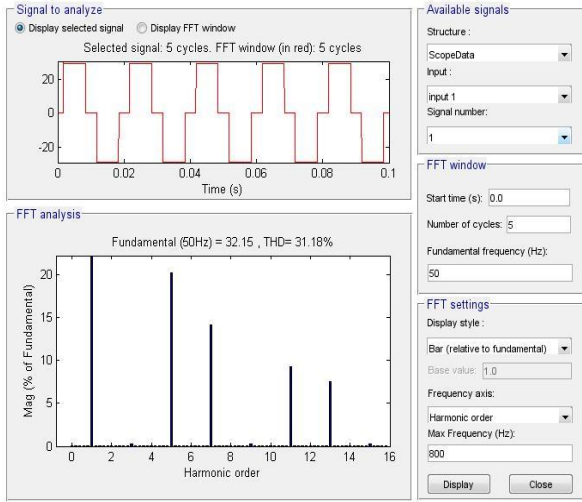 Signal to analyze
Display selected signal Display FFT window
Selected signal: 5 cycles. FFT window (in red): 5 cycles
20
0
-20
0 0.02 0.04 0.06 0.08 0.1
Time (s)
FFT analysis
Fundamental (50Hz) = 32.15 , THD= 31.18%
Mag (% of Fundamental)
20
15
10
5
0
0 2 4 6 8 10 12 14 16
Harmonic order
Available signals
Structure :
ScopeData
Input :
input 1
Signal number:
1
FFT window
Start time (s): 0.0
Number of cycles: 5
Fundamental frequency (Hz):
50
FFT settings
Display style :
Bar (relative to fundamental)
Base value: 1.0
Frequency axis:
Harmonic order
Max Frequency (Hz):
800
Display Close